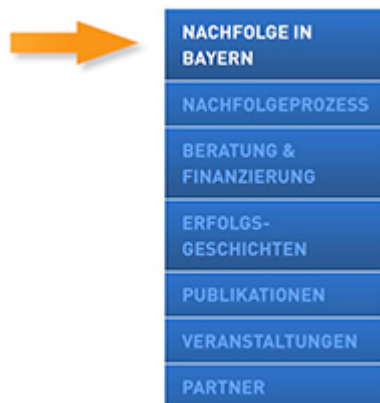 NACHFOLGE IN
BAYERN
NACHFOLGEPROZESS
BERATUNG &
FINANZIERUNG
ERFOLGS-
GESCHICHTEN
PUBLIKATIONEN
VERANSTALTUNGEN
PARTNER